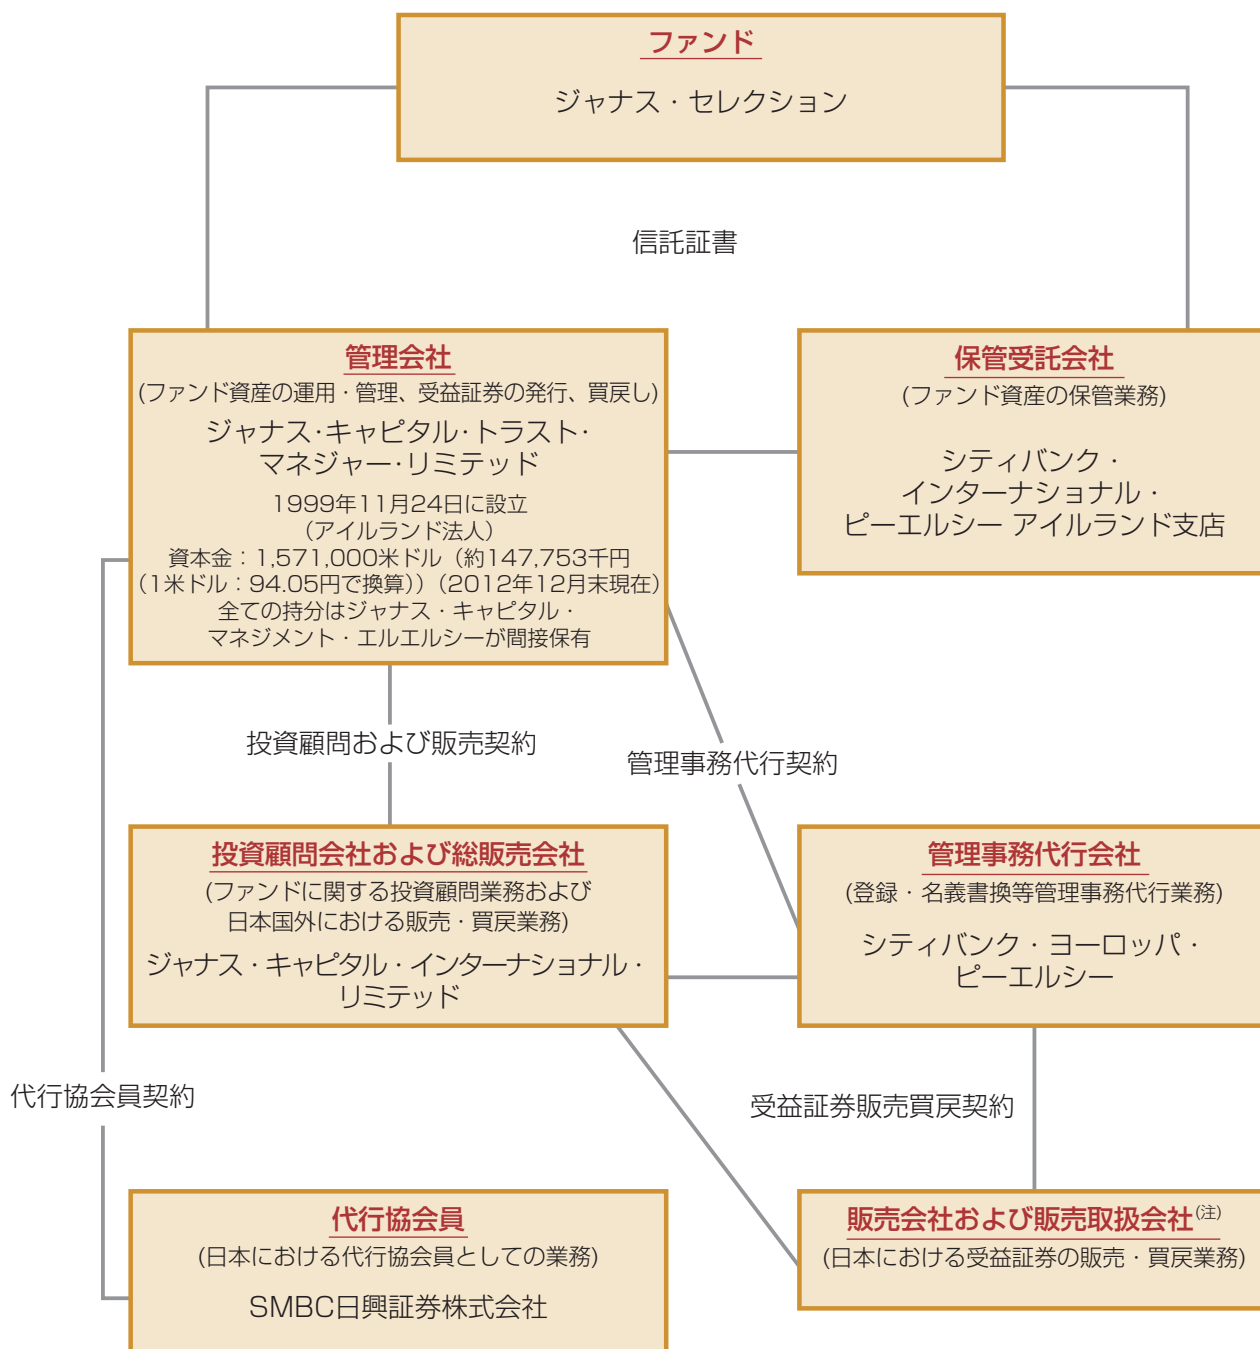 ファンド
ジャナス・セレクション
信託証書
管理会社
(ファンド資産の運用・管理、受益証券の発行、買戻し)
ジャナス・キャピタル・トラスト・
マネジャー・リミテッド
1999年11月24日に設立
（アイルランド法人）
資本金：1,571,000米ドル（約147,753千円
（1米ドル：94.05円で換算））（2012年12月末現在）
全ての持分はジャナス・キャピタル・
マネジメント・エルエルシーが間接保有
保管受託会社
(ファンド資産の保管業務)
シティバンク・
インターナショナル・
ピーエルシー アイルランド支店
投資顧問および販売契約
管理事務代行契約
投資顧問会社および総販売会社
(ファンドに関する投資顧問業務および
日本国外における販売・買戻業務)
ジャナス・キャピタル・インターナショナル・
リミテッド
管理事務代行会社
(登録・名義書換等管理事務代行業務)
シティバンク・ヨーロッパ・
ピーエルシー
代行協会員契約
受益証券販売買戻契約
代行協会員
(日本における代行協会員としての業務)
SMBC日興証券株式会社
販売会社および販売取扱会社(注)
(日本における受益証券の販売・買戻業務)